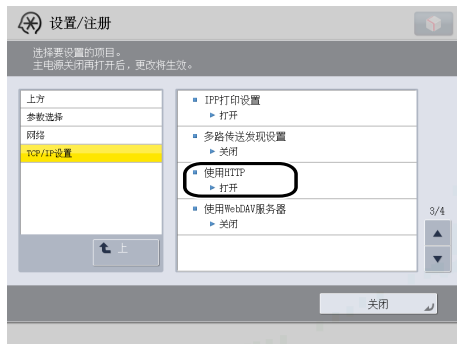 设置/注册
选择要设置的项目。
主电源关闭再打开后，更改将生效。
上方
参数选择
网络
TCP/IP设置
上
IPP打印设置
打开
多路传送发现设置
关闭
使用HTTP
打开
使用WebDAV服务器
关闭
3/4
关闭